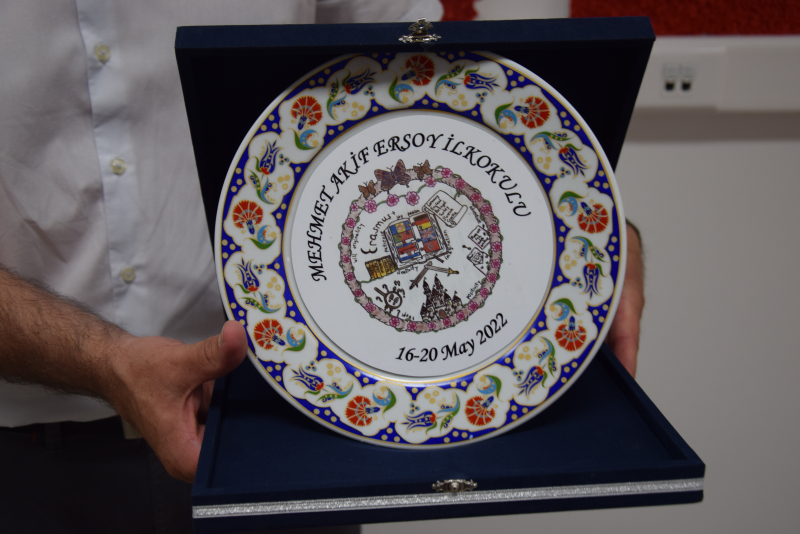 MEHMET AKİF ERSOY İLKOKULU
Erasmus+
16-20 May 2022